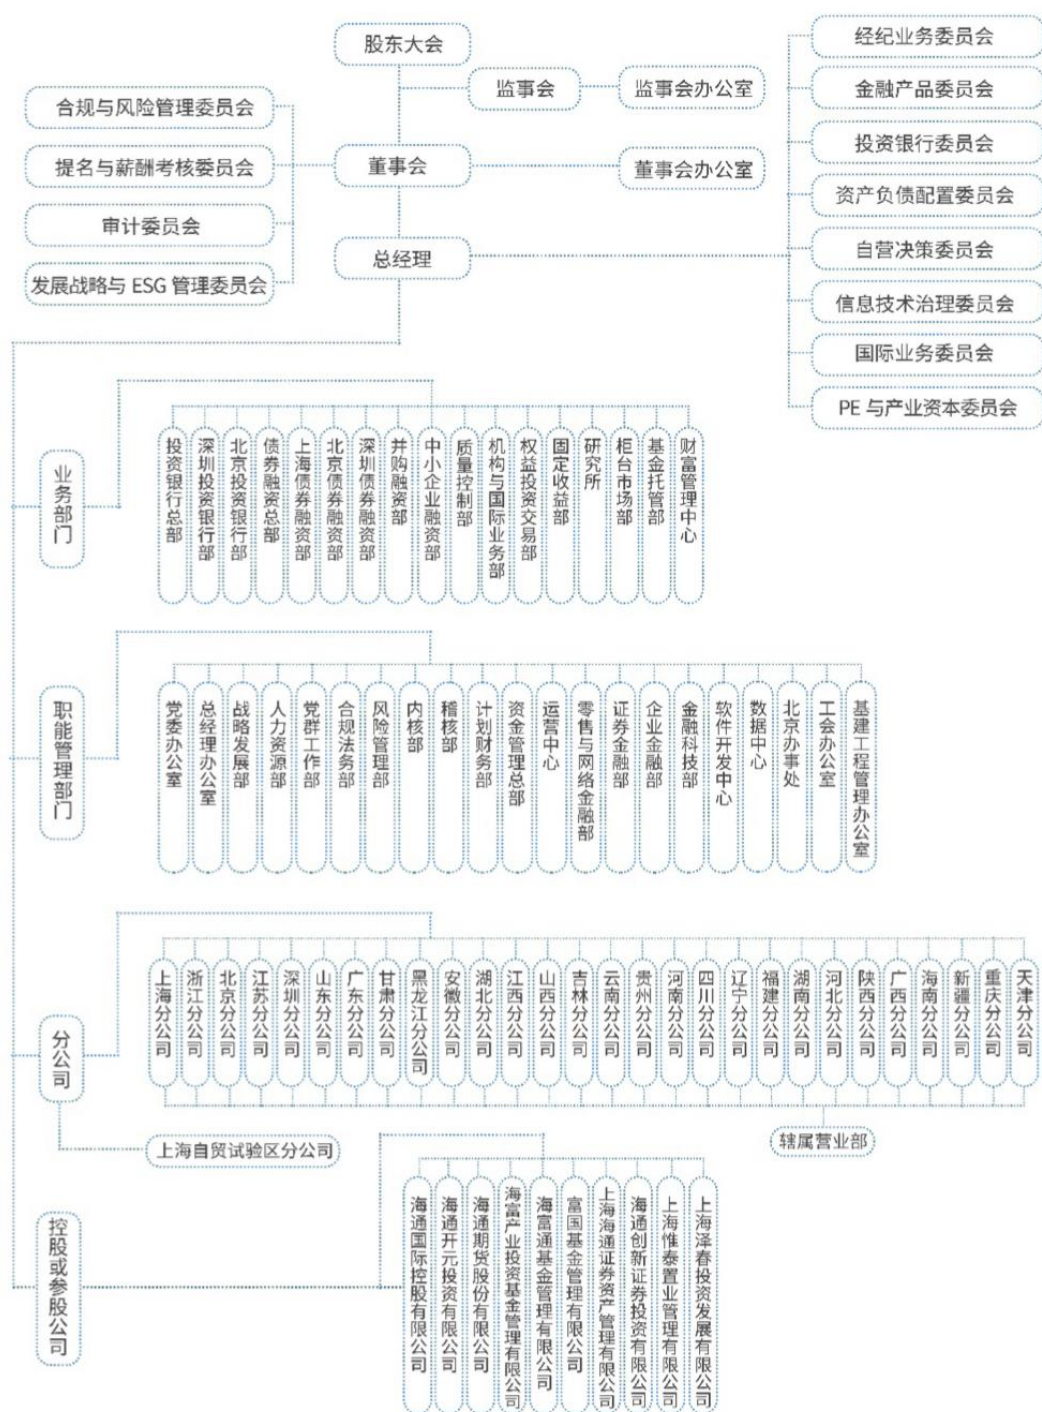 股东大会
监事会
监事会办公室
合规与风险管理委员会
提名与薪酬考核委员会
审计委员会
发展战略与 ESG 管理委员会
董事会
董事会办公室
总经理
经纪业务委员会
金融产品委员会
投资银行委员会
资产负债配置委员会
自营决策委员会
信息技术治理委员会
国际业务委员会
PE 与产业资本委员会
业务部门
投资银行总部
深圳投资银行部
北京投资银行部
债券融资总部
上海债券融资部
北京债券融资部
深圳债券融资部
并购融资部
中小企业融资部
质量控制部
机构与国际业务部
权益投资交易部
固定收益部
研究所
柜台市场部
基金托管部
财富管理中心
职能管理部门
党委办公室
总经理办公室
战略发展部
人力资源部
党群工作部
合规法务部
风险管理部
内核部
稽核部
计划财务部
资金管理总部
运营中心
零售与网络金融部
证券金融部
企业金融部
金融科技部
软件开发中心
数据中心
北京办事处
工会办公室
基建工程管理办公室
分公司
上海分公司
浙江分公司
北京分公司
江苏分公司
深圳分公司
山东分公司
广东分公司
甘肃分公司
黑龙江分公司
安徽分公司
湖北分公司
江西分公司
山西分公司
吉林分公司
云南分公司
贵州分公司
河南分公司
四川分公司
辽宁分公司
福建分公司
湖南分公司
河北分公司
陕西分公司
广西分公司
海南分公司
新疆分公司
重庆分公司
天津分公司
上海自贸试验区分公司
辖属营业部
控股或参股公司
海通国际控股有限公司
海通开元投资有限公司
海通期货股份有限公司
海富产业投资基金管理有限公司
海富通基金管理有限公司
富国基金管理有限公司
上海海通证券资产管理有限公司
海通创新证券投资有限公司
上海惟泰置业管理有限公司
上海泽春投资发展有限公司